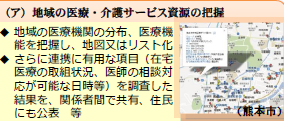 （ア）地域の医療・介護サービス資源の把握
◆ 地域の医療機関の分布、医療機
能を把握し、地図又はリスト化
◆ さらに連携に有用な項目（在宅
医療の取組状況、医師の相談対
応が可能な日時等）を調査した
結果を、関係者間で共有、住民
にも公表　等
（熊本市）